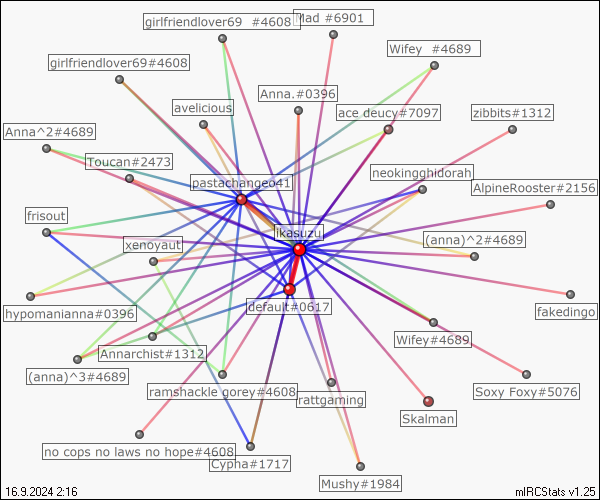 girlfriendlover69 #4608
Mad #6901
Wifey #4689
girlfriendlover69#4608
Anna.#0396
avelicious
ace deucy#7097
zibbits#1312
Anna^2#4689
Toucan#2473
neokingghidorah
pastachangeo41
AlpineRooster#2156
frisout
ikasuzu
xenoyaut
(anna)^2#4689
hypomanianna#0396
default#0617
fakedingo
Wifey#4689
Annarchist#1312
(anna)^3#4689
ramshackle gorey#4608
rattgaming
Soxy Foxy#5076
Skalman
no cops no laws no hope#4608
Cypha#1717
Mushy#1984
16.9.2024 2:16
mIRCStats v1.25